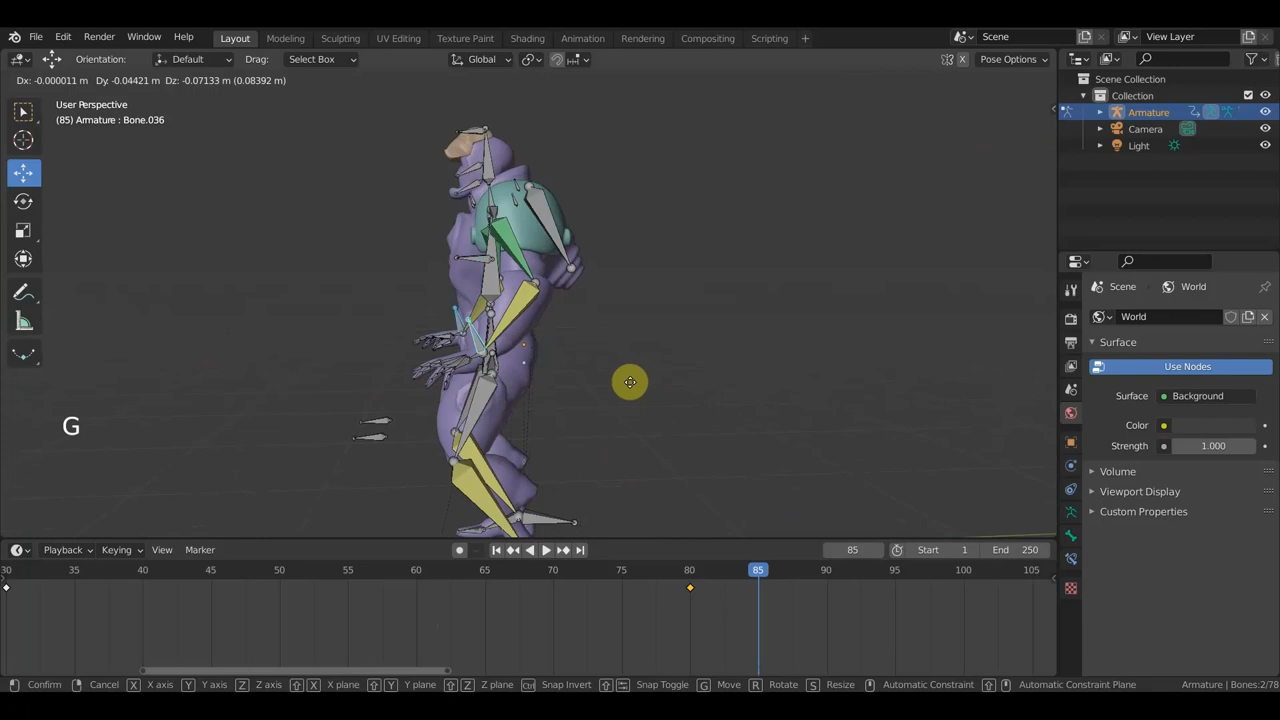 File Edit Render Window Help Layout Modeling Sculpting UV Editing Texture Paint Shading Animation Rendering Compositing Scripting + Scene View Layer
Orientation: Default Drag: Select Box Global X Pose Options
Dx: -0.000011 m Dy: -0.04421 m Dz: -0.07133 m (0.08392 m)
User Perspective
(85) Armature : Bone.036
G
Scene Collection
Collection
Armature
Camera
Light
Scene World
World
Surface
Use Nodes
Surface Background
Color
Strength 1.000
Volume
Viewport Display
Custom Properties
Playback Keying View Marker 85 Start 1 End 250
30 35 40 45 50 55 60 65 70 75 80 85 90 95 100 105
Confirm Cancel X X axis Y Y axis Z Z axis X X plane Y Y plane Z Z plane Ctrl Snap Invert Snap Toggle G Move R Rotate S Resize Automatic Constraint Automatic Constraint Plane Armature | Bones:2/78